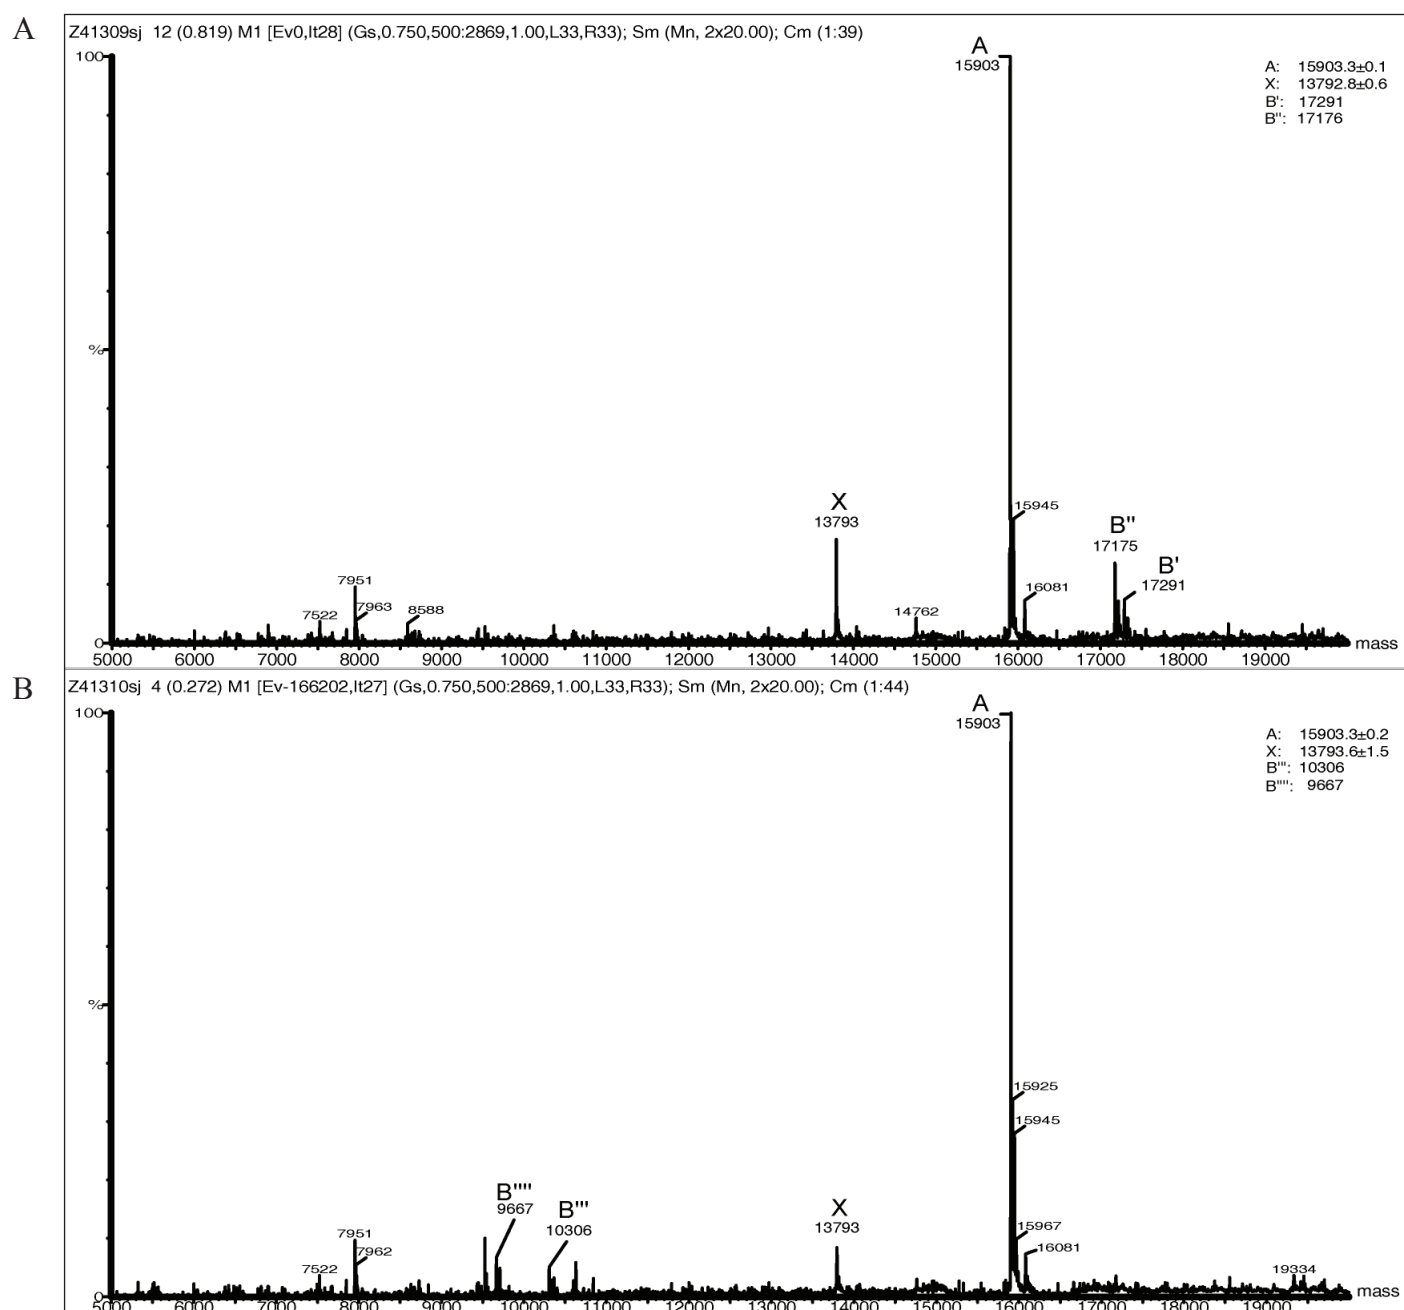 A
Z41309sj 12 (0.819) M1 [Ev0,It28] (Gs,0.750,500:2869,1.00,L33,R33); Sm (Mn, 2x20.00); Cm (1:39)
100
%
0
A
15903
A: 15903.3±0.1
X: 13792.8±0.6
B': 17291
B": 17176
X
13793
15945
B"
17175
B'
17291
16081
14762
7951
7963
7522
8588
5000 6000 7000 8000 9000 10000 11000 12000 13000 14000 15000 16000 17000 18000 19000 mass
B
Z41310sj 4 (0.272) M1 [Ev-166202,It27] (Gs,0.750,500:2869,1.00,L33,R33); Sm (Mn, 2x20.00); Cm (1:44)
100
%
0
A
15903
A: 15903.3±0.2
X: 13793.6±1.5
B''': 10306
B'''': 9667
15925
15945
B''''
9667
B'''
10306
X
13793
15967
16081
7951
7962
7522
19334
5000 6000 7000 8000 9000 10000 11000 12000 13000 14000 15000 16000 17000 18000 19000 mass